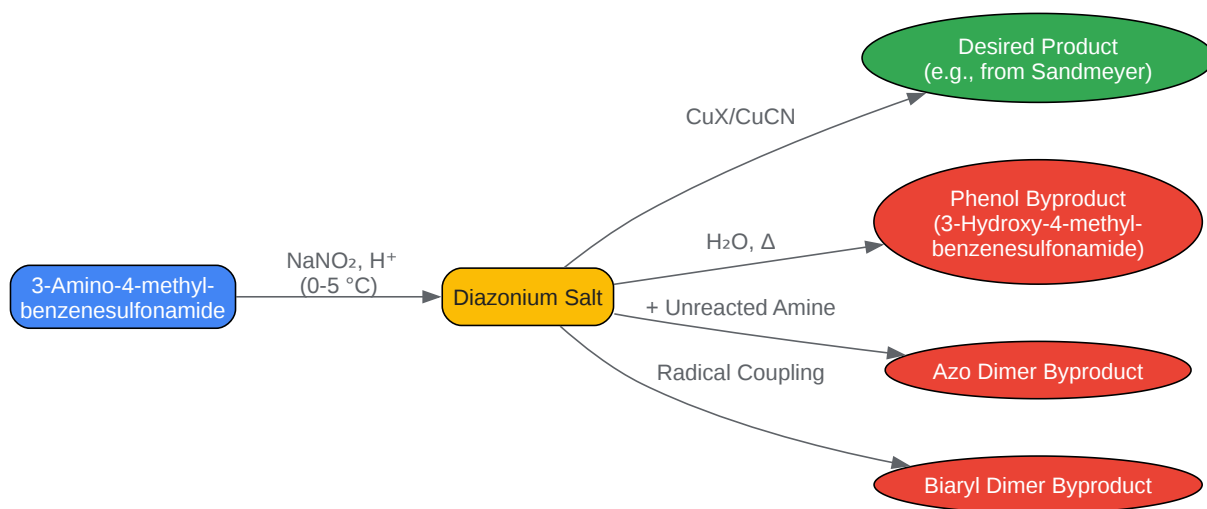 Desired Product
(e.g., from Sandmeyer)
CuX/CuCN
Phenol Byproduct
(3-Hydroxy-4-methyl-
benzenesulfonamide)
H₂O, Δ
NaNO₂, H⁺
(0-5 °C)
3-Amino-4-methyl-
benzenesulfonamide
Diazonium Salt
+ Unreacted Amine
Azo Dimer Byproduct
Radical Coupling
Biaryl Dimer Byproduct